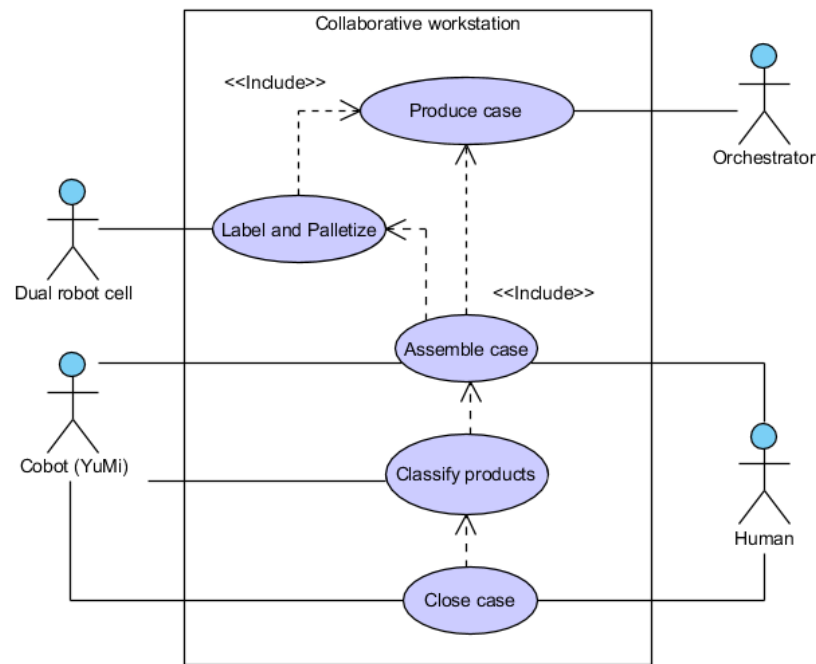 Collaborative workstation
<<Include>>
Produce case
Orchestrator
Label and Palletize
Dual robot cell
<<Include>>
Assemble case
Cobot (YuMi)
Classify products
Human
Close case